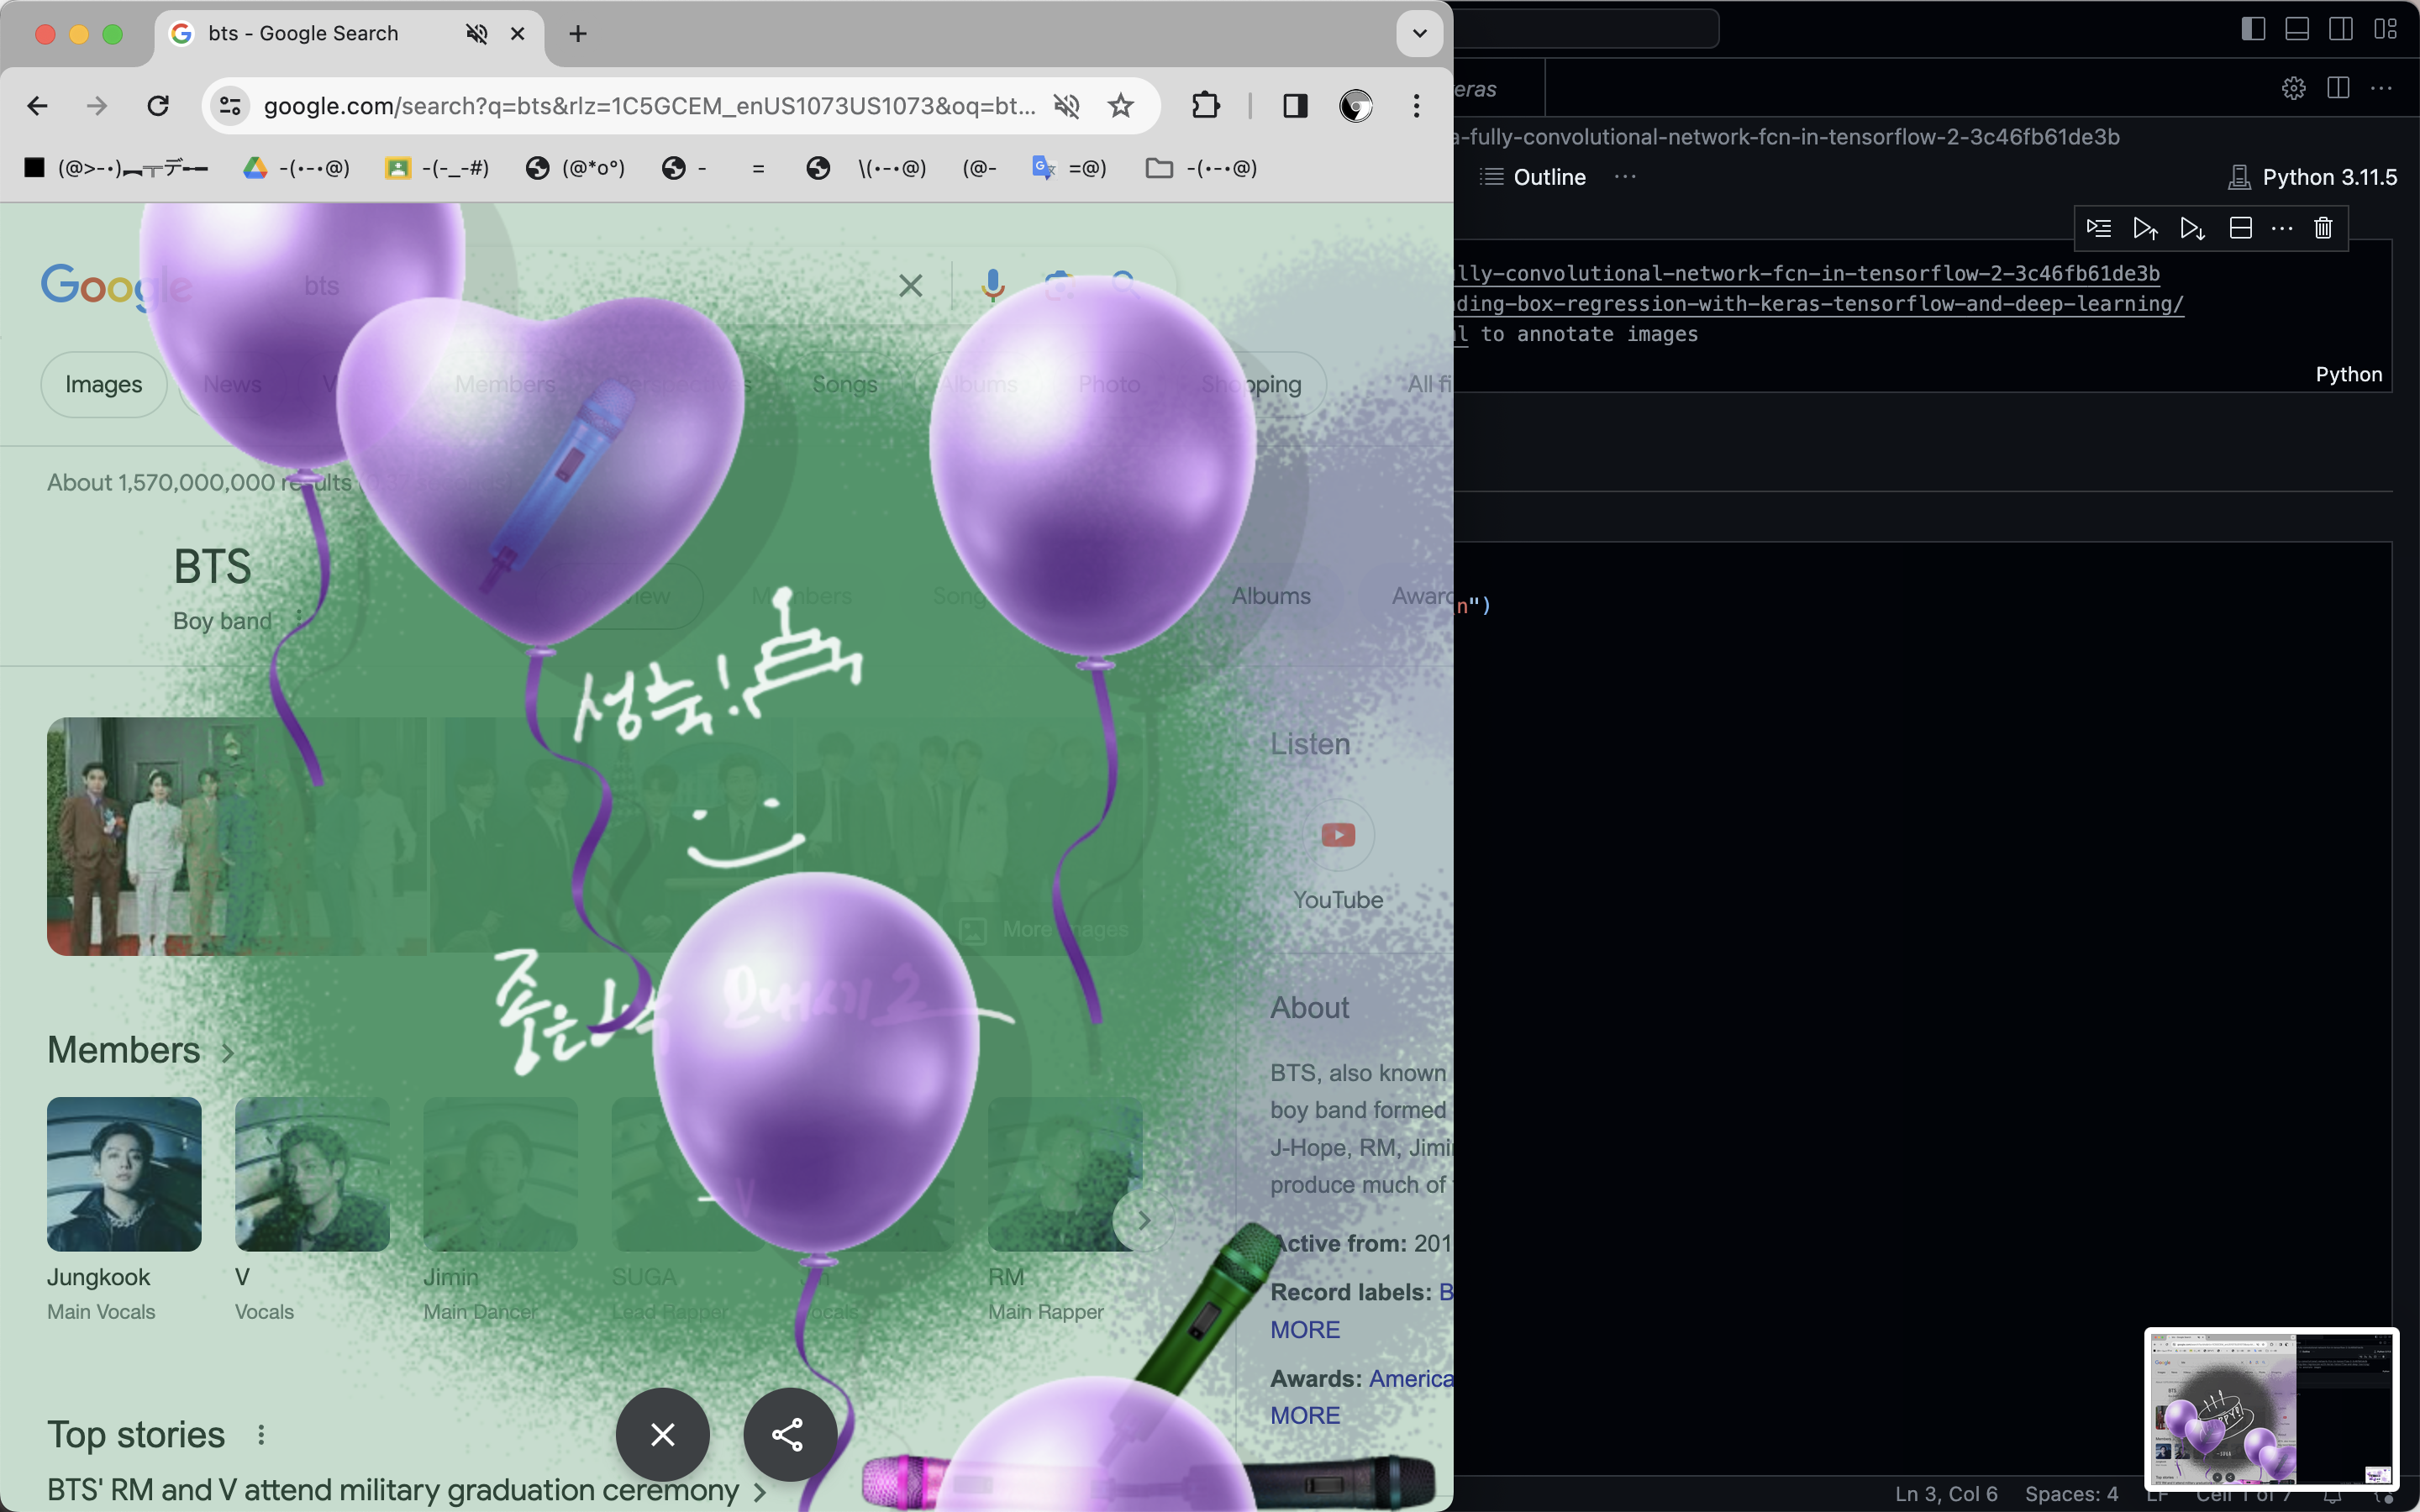 bts - Google Search
google.com/search?q=bts&rlz=1C5GCEM_enUS1073US1073&oq=bt...
(@>-•)︻╦デ╾━ -(•-•@) -(-_-#) (@*o°) - = \(•-•@) (@- =@) -(•-•@)
Google bts
Images News Members Perspectives Songs Albums Photo Shopping All fi
About 1,570,000,000 results
BTS
Boy band
Members Albums
성축!
More images
좋은
Members
Jungkook V Jimin SUGA RM
Main Vocals Vocals Main Dancer Lead Rapper Vocals Main Rapper
- V
Top stories
BTS' RM and V attend military graduation ceremony
Listen
YouTube
About
BTS, also known
boy band formed
J-Hope, RM, Jimi
produce much of
Active from: 201
Record labels: B
MORE
Awards: America
MORE
eras
a-fully-convolutional-network-fcn-in-tensorflow-2-3c46fb61de3b
Outline ...
Python 3.11.5
lly-convolutional-network-fcn-in-tensorflow-2-3c46fb61de3b
ding-box-regression-with-keras-tensorflow-and-deep-learning/
l to annotate images
Python
n")
Ln 3, Col 6 Spaces: 4 LF Cell 1 of 7